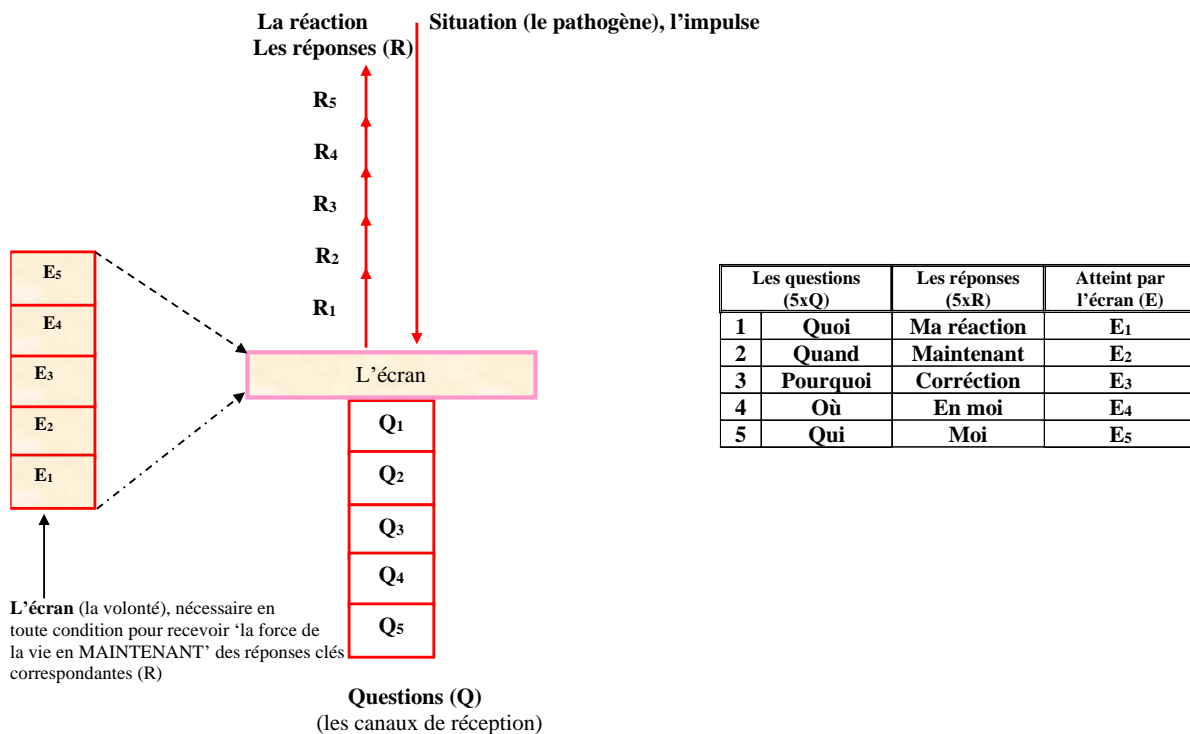 La réaction
Les réponses (R)
Situation (le pathogène), l’impulse
R5
R4
R3
R2
R1
E5
E4
E3
E2
E1
L’écran
Q1
Q2
Q3
Q4
Q5
L’écran (la volonté), nécessaire en
toute condition pour recevoir ‘la force de
la vie en MAINTENANT’ des réponses clés
correspondantes (R)
Questions (Q)
(les canaux de réception)
Les questions (5xQ) Les réponses (5xR) Atteint par l’écran (E)
1 Quoi Ma réaction E1
2 Quand Maintenant E2
3 Pourquoi Corréction E3
4 Où En moi E4
5 Qui Moi E5